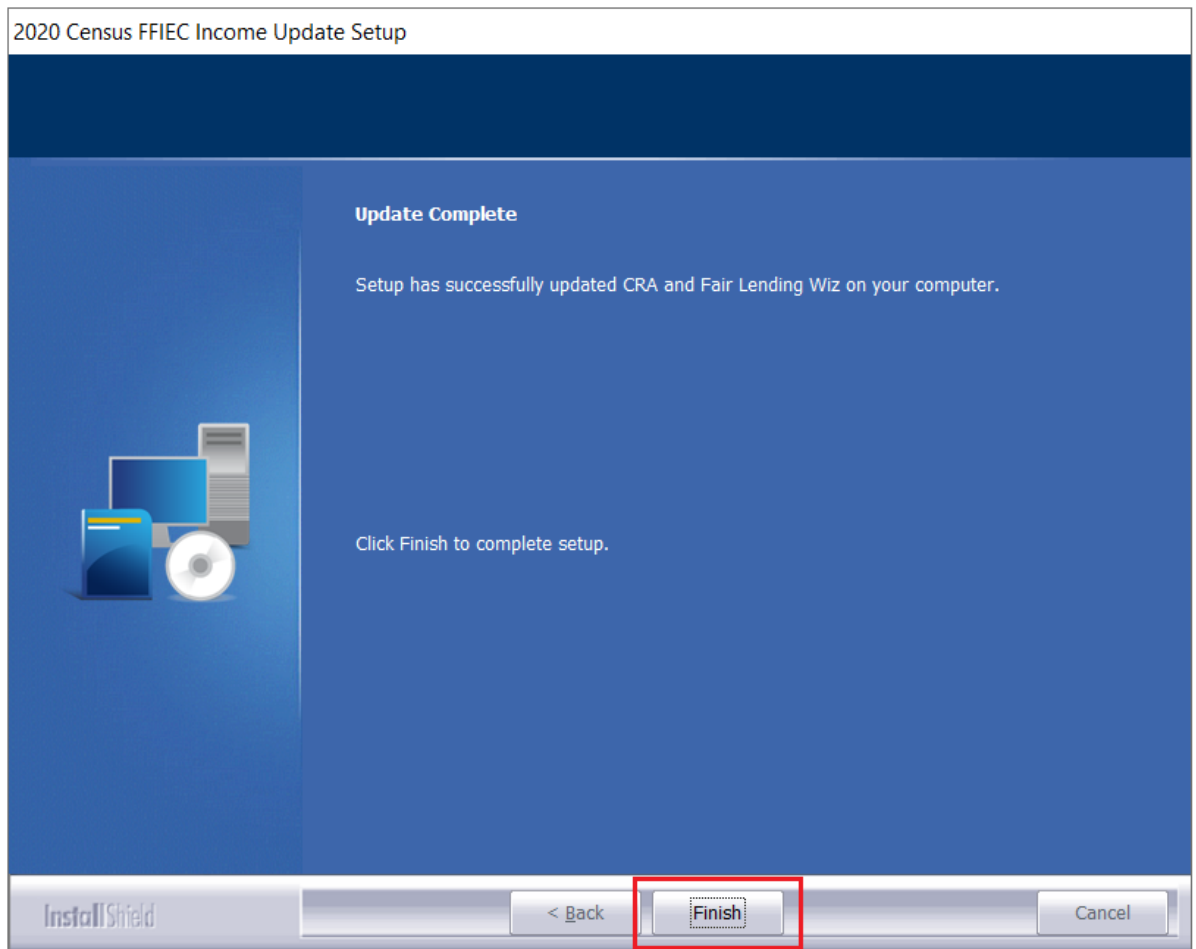 2020 Census FFIEC Income Update Setup
Update Complete
Setup has successfully updated CRA and Fair Lending Wiz on your computer.
Click Finish to complete setup.
InstallShield
< Back
Finish
Cancel